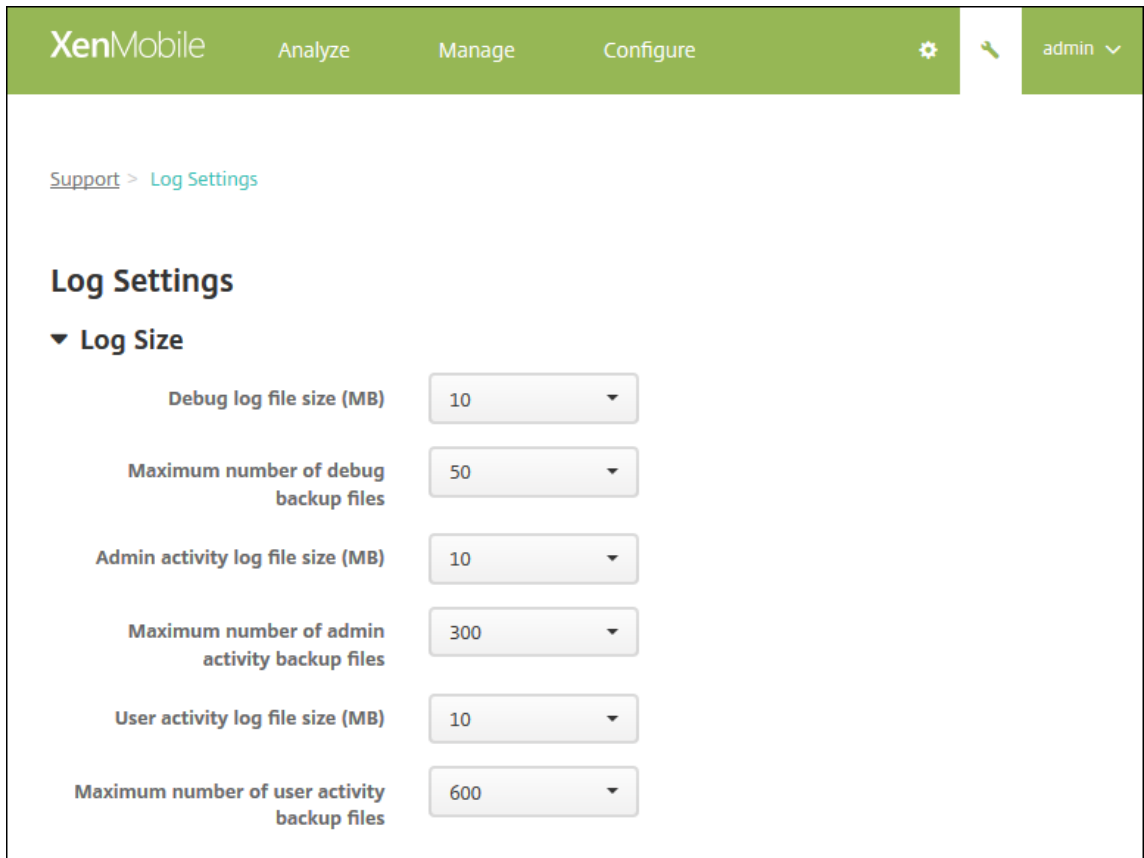 XenMobile Analyze Manage Configure admin
Support > Log Settings
Log Settings
Log Size
Debug log file size (MB) 10
Maximum number of debug 50
backup files
Admin activity log file size (MB) 10
Maximum number of admin 300
activity backup files
User activity log file size (MB) 10
Maximum number of user activity 600
backup files